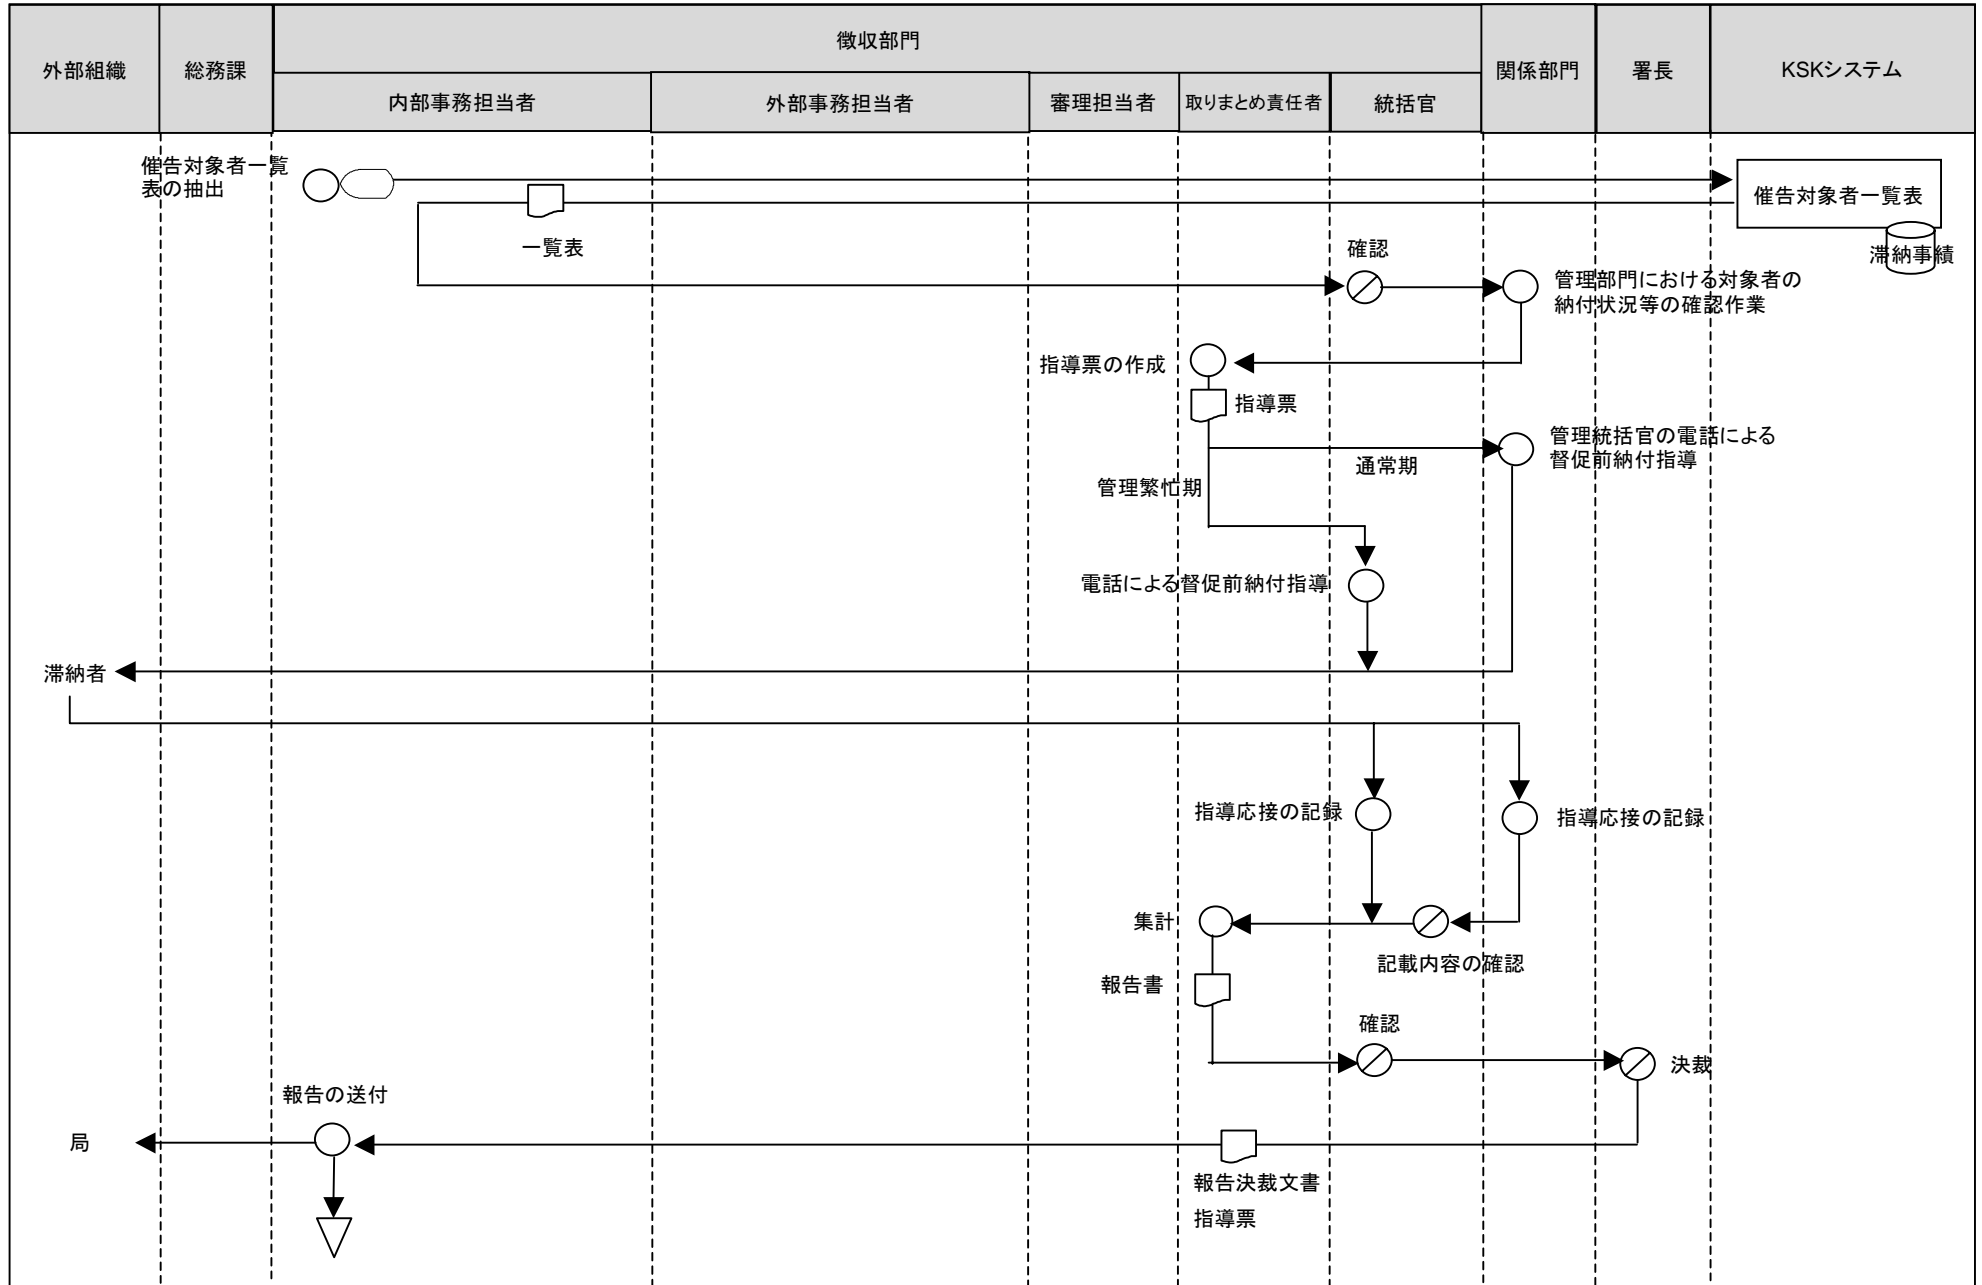 外部組織
総務課
徴収部門
関係部門
署長
KSKシステム
内部事務担当者
外部事務担当者
審理担当者
取りまとめ責任者
統括官
催告対象者一覧
表の抽出
催告対象者一覧表
一覧表
確認
滞納事績
管理部門における対象者の
納付状況等の確認作業
指導票の作成
指導票
管理統括官の電話による
督促前納付指導
通常期
管理繁忙期
電話による督促前納付指導
滞納者
指導応接の記録
指導応接の記録
集計
記載内容の確認
報告書
確認
決裁
報告の送付
局
報告決裁文書
指導票